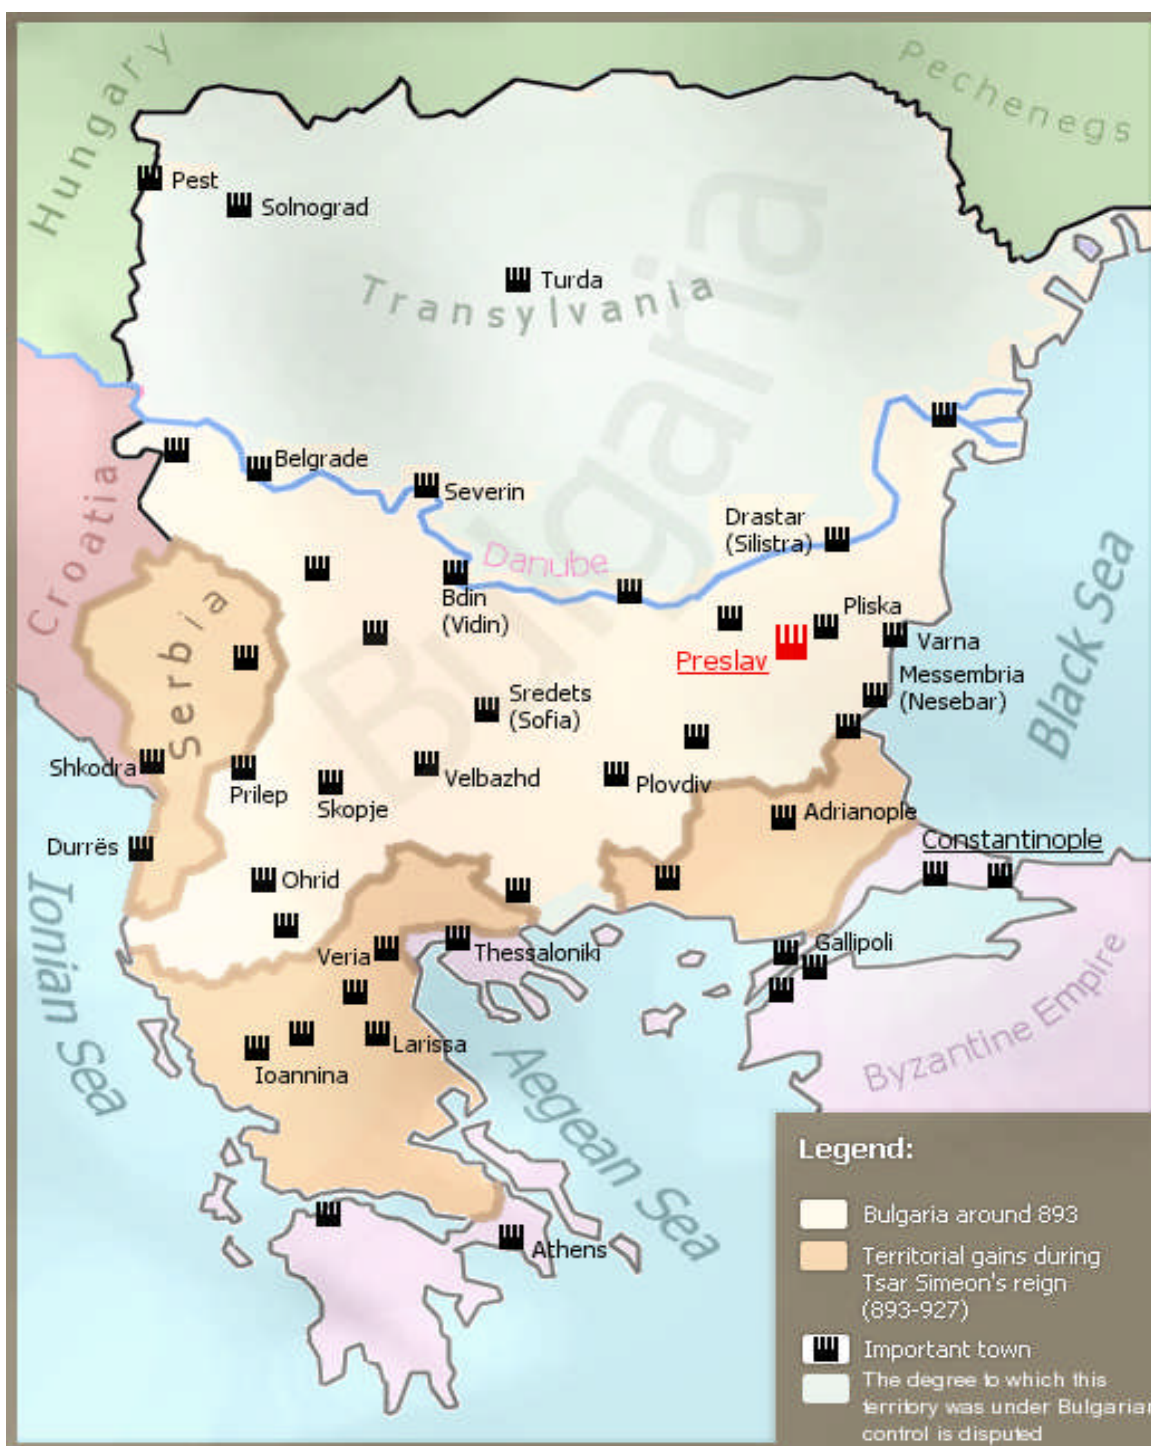 Hungary
Pechenegs
Pest
Solnograd
Turda
Transylvania
Bulgaria
Croatia
Belgrade
Severin
Drastar
(Silistra)
Danube
Bdin
(Vidin)
Pliska
Varna
Preslav
Messembria
(Nesebar)
Black Sea
Serbia
Sredets
(Sofia)
Shkodra
Prilep
Skopje
Velbazhd
Plovdiv
Adrianople
Durrës
Constantinople
Ohrid
Ionian Sea
Veria
Thessaloniki
Gallipoli
Byzantine Empire
Larissa
Ioannina
Aegean Sea
Athens
Legend:
Bulgaria around 893
Territorial gains during
Tsar Simeon's reign
(893-927)
Important town
The degree to which this
territory was under Bulgarian
control is disputed